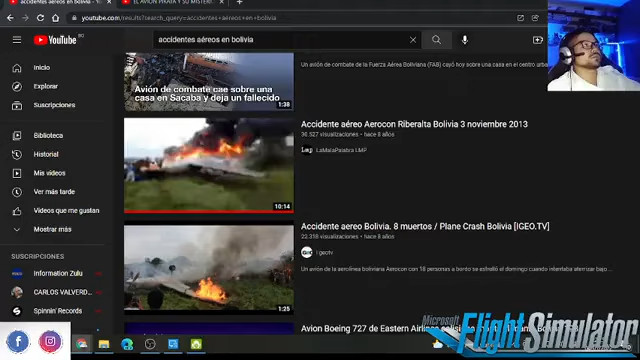 accidentes aéreos en bolivia - Yo
EL AVIÓN PIRATA Y SU MISTERI
youtube.com/results?search_query=accidentes+aéreos+en+bolivia
YouTube BO
accidentes aéreos en bolivia
Inicio
Explorar
Suscripciones
Biblioteca
Historial
Mis videos
Ver más tarde
Videos que me gustan
Mostrar más
SUSCRIPCIONES
Information Zulu
CARLOS VALVERD...
Spinnin' Records
Avión de combate cae sobre una
casa en Sacaba y deja un fallecido
1:38
Un avión de combate de la Fuerza Aérea Boliviana (FAB) cayó hoy sobre una casa en el centro urba
10:14
Accidente aéreo Aerocon Riberalta Bolivia 3 noviembre 2013
36.527 visualizaciones • hace 8 años
LaMalaPalabra LMP
1:25
Accidente aereo Bolivia. 8 muertos / Plane Crash Bolivia [IGEO.TV]
22.318 visualizaciones • hace 8 años
i geotv
Un avión de la aerolínea boliviana Aerocon con 18 personas a bordo se estrelló el domingo cuando intentaba aterrizar bajo ...
Avion Boeing 727 de Eastern Airlines
Microsoft
Flight Simulator